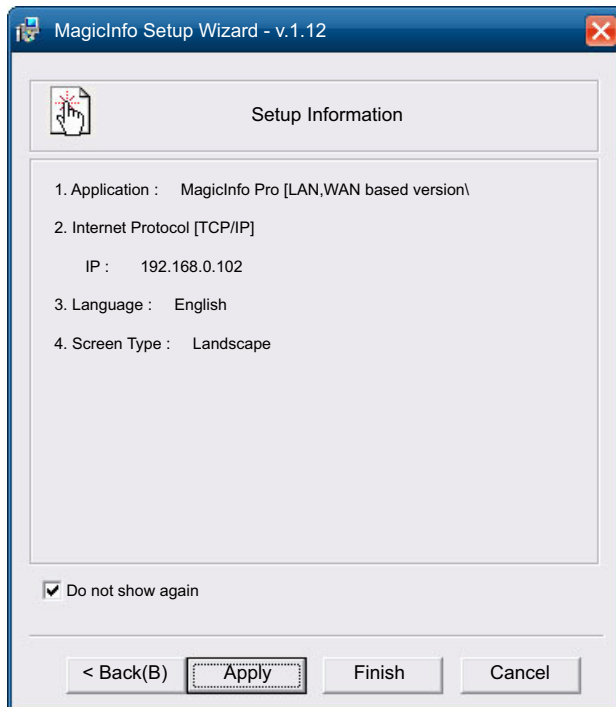 MagicInfo Setup Wizard - v.1.12
Setup Information
1. Application : MagicInfo Pro [LAN,WAN based version\
2. Internet Protocol [TCP/IP]
IP : 192.168.0.102
3. Language : English
4. Screen Type : Landscape
Do not show again
< Back(B) Apply Finish Cancel